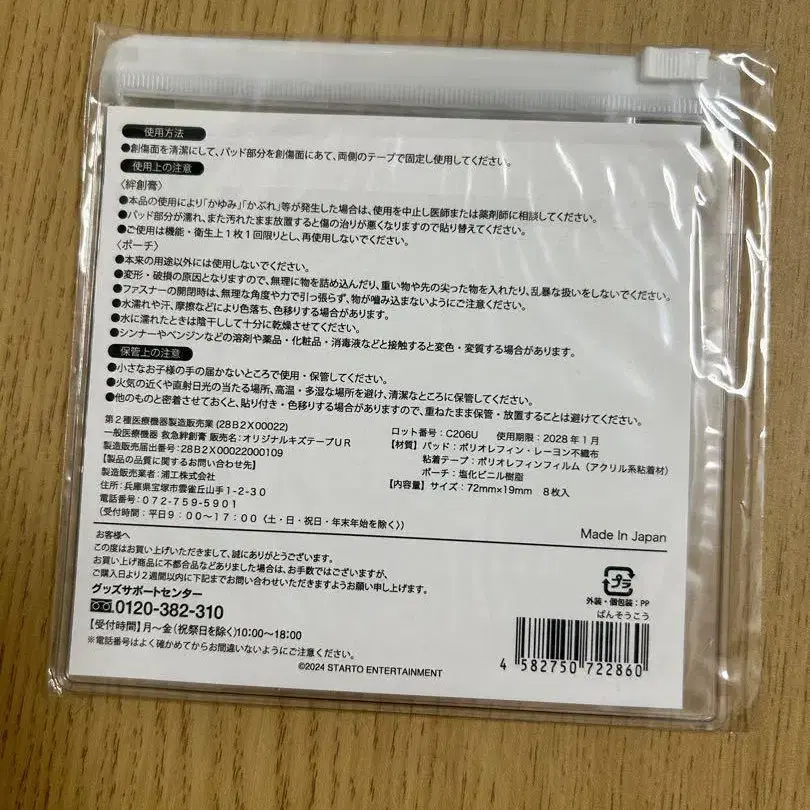 使用方法
●創傷面を清潔にして、パッド部分を創傷面にあて、両側のテープで固定し使用してください。
使用上の注意
〈絆創膏〉
●本品の使用により「かゆみ」「かぶれ」等が発生した場合は、使用を中止し医師または薬剤師に相談してください。
●パッド部分が濡れ、また汚れたまま放置すると傷の治りが悪くなりますので貼り替えてください。
●ご使用は機能・衛生上1枚1回限りとし、再使用しないでください。
〈ポーチ〉
●本来の用途以外には使用しないでください。
●変形・破損の原因となりますので、無理に物を詰め込んだり、重い物や先の尖った物を入れたり、乱暴な扱いをしないでください。
●ファスナーの開閉時は、無理な角度や力で引っ張らず、物が噛み込まないようにご注意ください。
●水濡れや汗、摩擦などにより色落ち、色移りする場合があります。
●水に濡れたときは陰干しして十分に乾燥させてください。
●シンナーやベンジンなどの溶剤や薬品・化粧品・消毒液などと接触すると変色・変質する場合があります。
保管上の注意
●小さなお子様の手の届かないところで使用・保管してください。
●火気の近くや直射日光の当たる場所、高温・多湿な場所を避け、清潔なところに保管してください。
●他のものと密着させておくと、貼り付き・色移りする場合がありますので、重ねたまま保管・放置することは避けてください。
第2種医療機器製造販売業(28B2X00022)
一般医療機器 救急絆創膏 販売名:オリジナルキズテープUR
製造販売届出番号:28B2X00022000109
【製品の品質に関するお問い合わせ先】
製造販売業者:浦工株式会社
住所:兵庫県宝塚市雲雀丘山手1-2-30
電話番号:072-759-5901
(受付時間:平日9:00〜17:00〈土・日・祝日・年末年始を除く〉)
ロット番号:C206U 使用期限:2028年1月
【材質】パッド:ポリオレフィン・レーヨン不織布
粘着テープ:ポリオレフィンフィルム(アクリル系粘着材)
ポーチ:塩化ビニル樹脂
【内容量】サイズ:72mm×19mm 8枚入
Made In Japan
お客様へ
この度はお買い上げいただきまして、誠にありがとうございます。
お買い上げ商品に不都合品などありました場合は、お手数ではございますが、
ご購入日より2週間以内に下記までお問い合わせいただきますようお願い申し上げます。
グッズサポートセンター
0120-382-310
【受付時間】月〜金(祝祭日を除く)10:00〜18:00
※電話番号はよく確かめてからお間違いないようにご注意ください。
©2024 STARTO ENTERTAINMENT
プラ
外装・個包装:PP
ばんそうこう
4 582750 722860